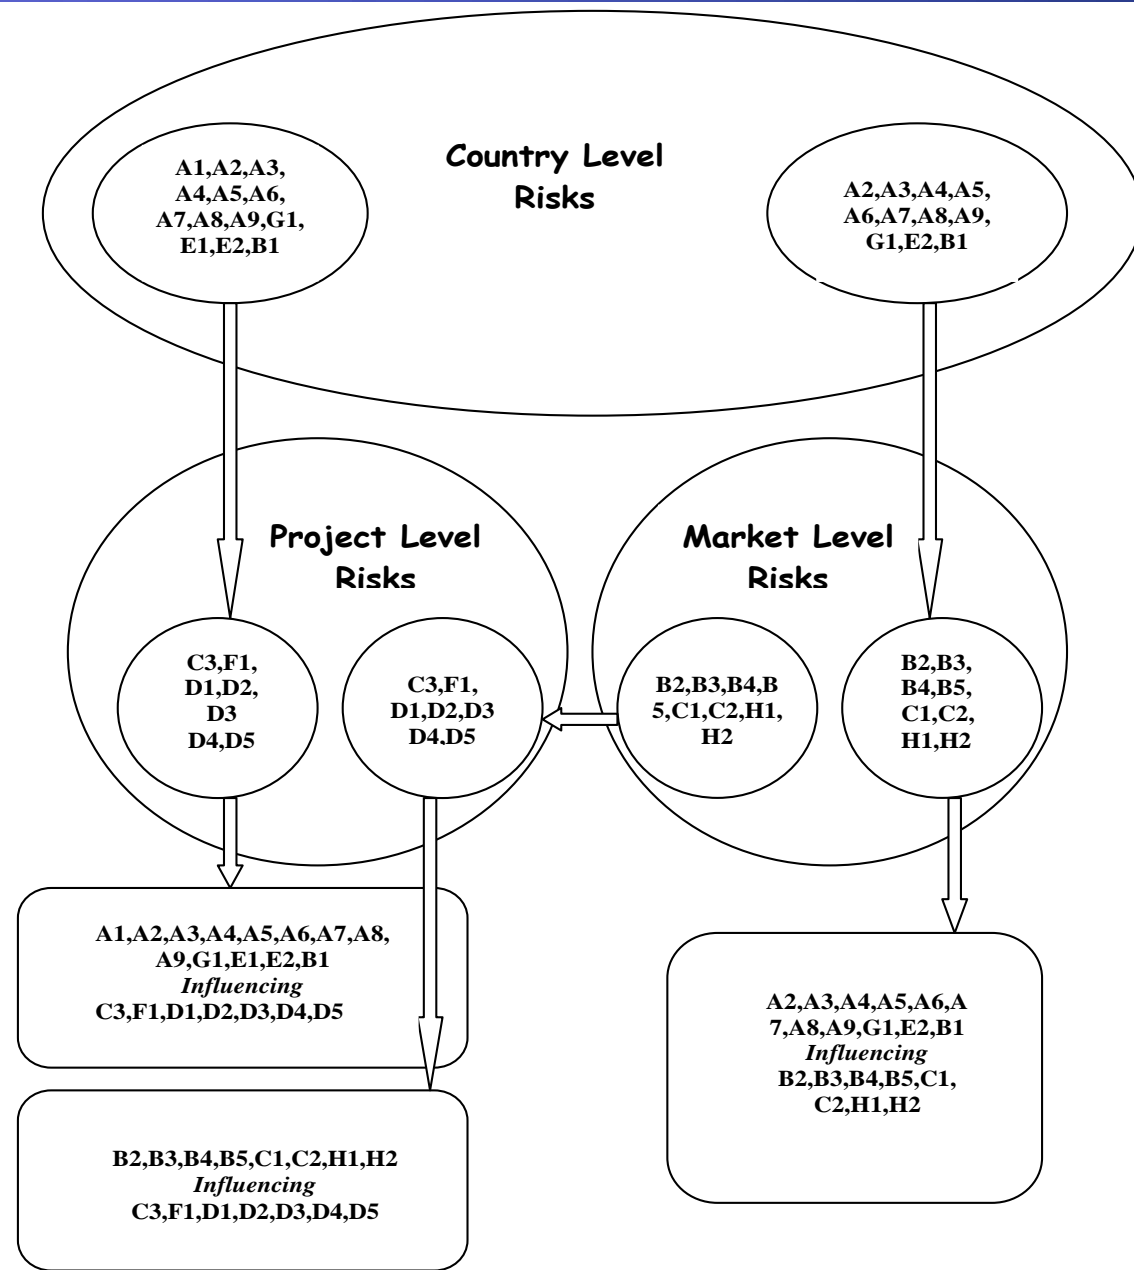 Country Level
Risks
A1,A2,A3,
A4,A5,A6,
A7,A8,A9,G1,
E1,E2,B1
A2,A3,A4,A5,
A6,A7,A8,A9,
G1,E2,B1
Project Level
Risks
Market Level
Risks
C3,F1,
D1,D2,
D3
D4,D5
C3,F1,
D1,D2,D3
D4,D5
B2,B3,B4,B
5,C1,C2,H1,
H2
B2,B3,
B4,B5,
C1,C2,
H1,H2
A1,A2,A3,A4,A5,A6,A7,A8,
A9,G1,E1,E2,B1
Influencing
C3,F1,D1,D2,D3,D4,D5
A2,A3,A4,A5,A6,A
7,A8,A9,G1,E2,B1
Influencing
B2,B3,B4,B5,C1,
C2,H1,H2
B2,B3,B4,B5,C1,C2,H1,H2
Influencing
C3,F1,D1,D2,D3,D4,D5